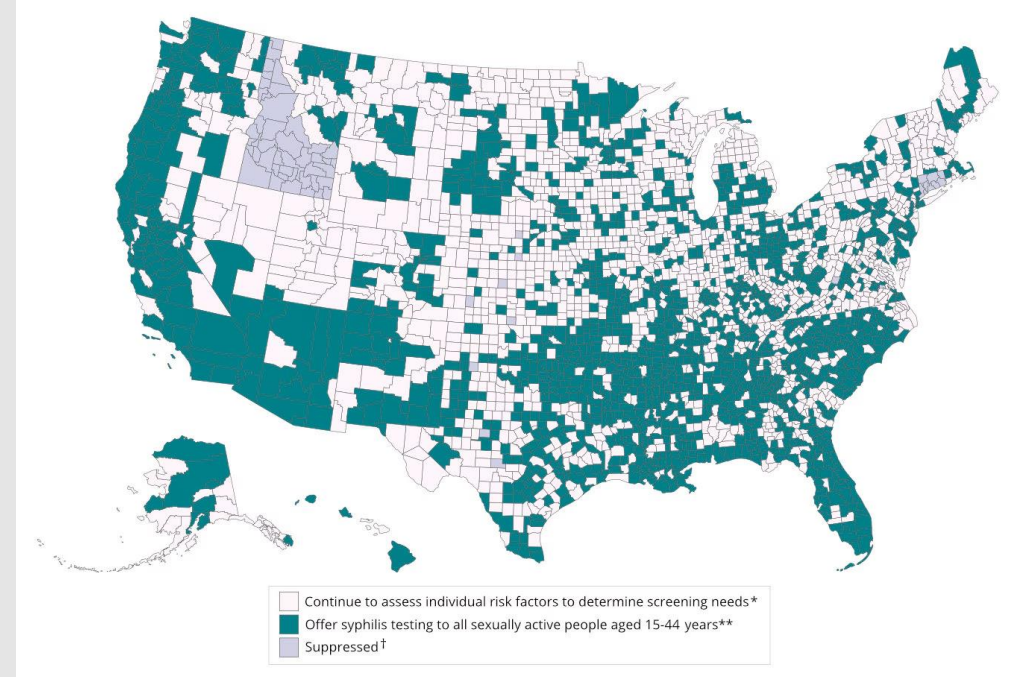 Continue to assess individual risk factors to determine screening needs*
Offer syphilis testing to all sexually active people aged 15-44 years**
Suppressed†